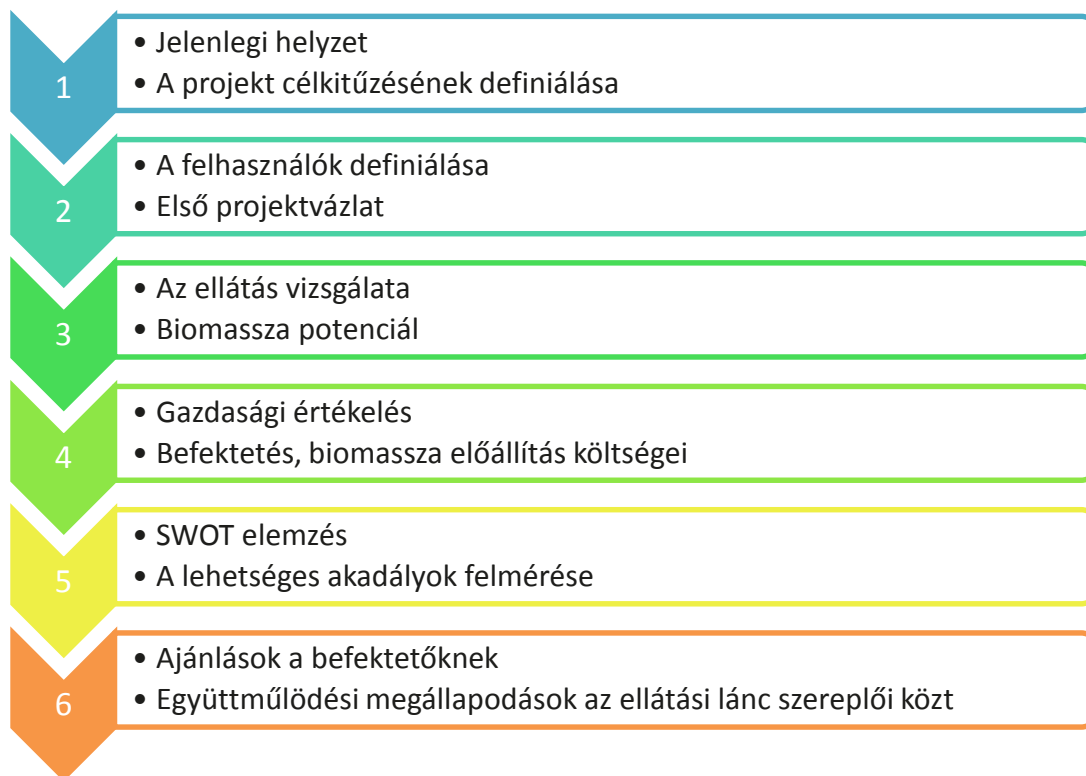 1
• Jelenlegi helyzet
• A projekt célkitűzésének definiálása
2
• A felhasználók definiálása
• Első projektvázlat
3
• Az ellátás vizsgálata
• Biomassza potenciál
4
• Gazdasági értékelés
• Befektetés, biomassza előállítás költségei
5
• SWOT elemzés
• A lehetséges akadályok felmérése
6
• Ajánlások a befektetőknek
• Együttműlödési megállapodások az ellátási lánc szereplői közt